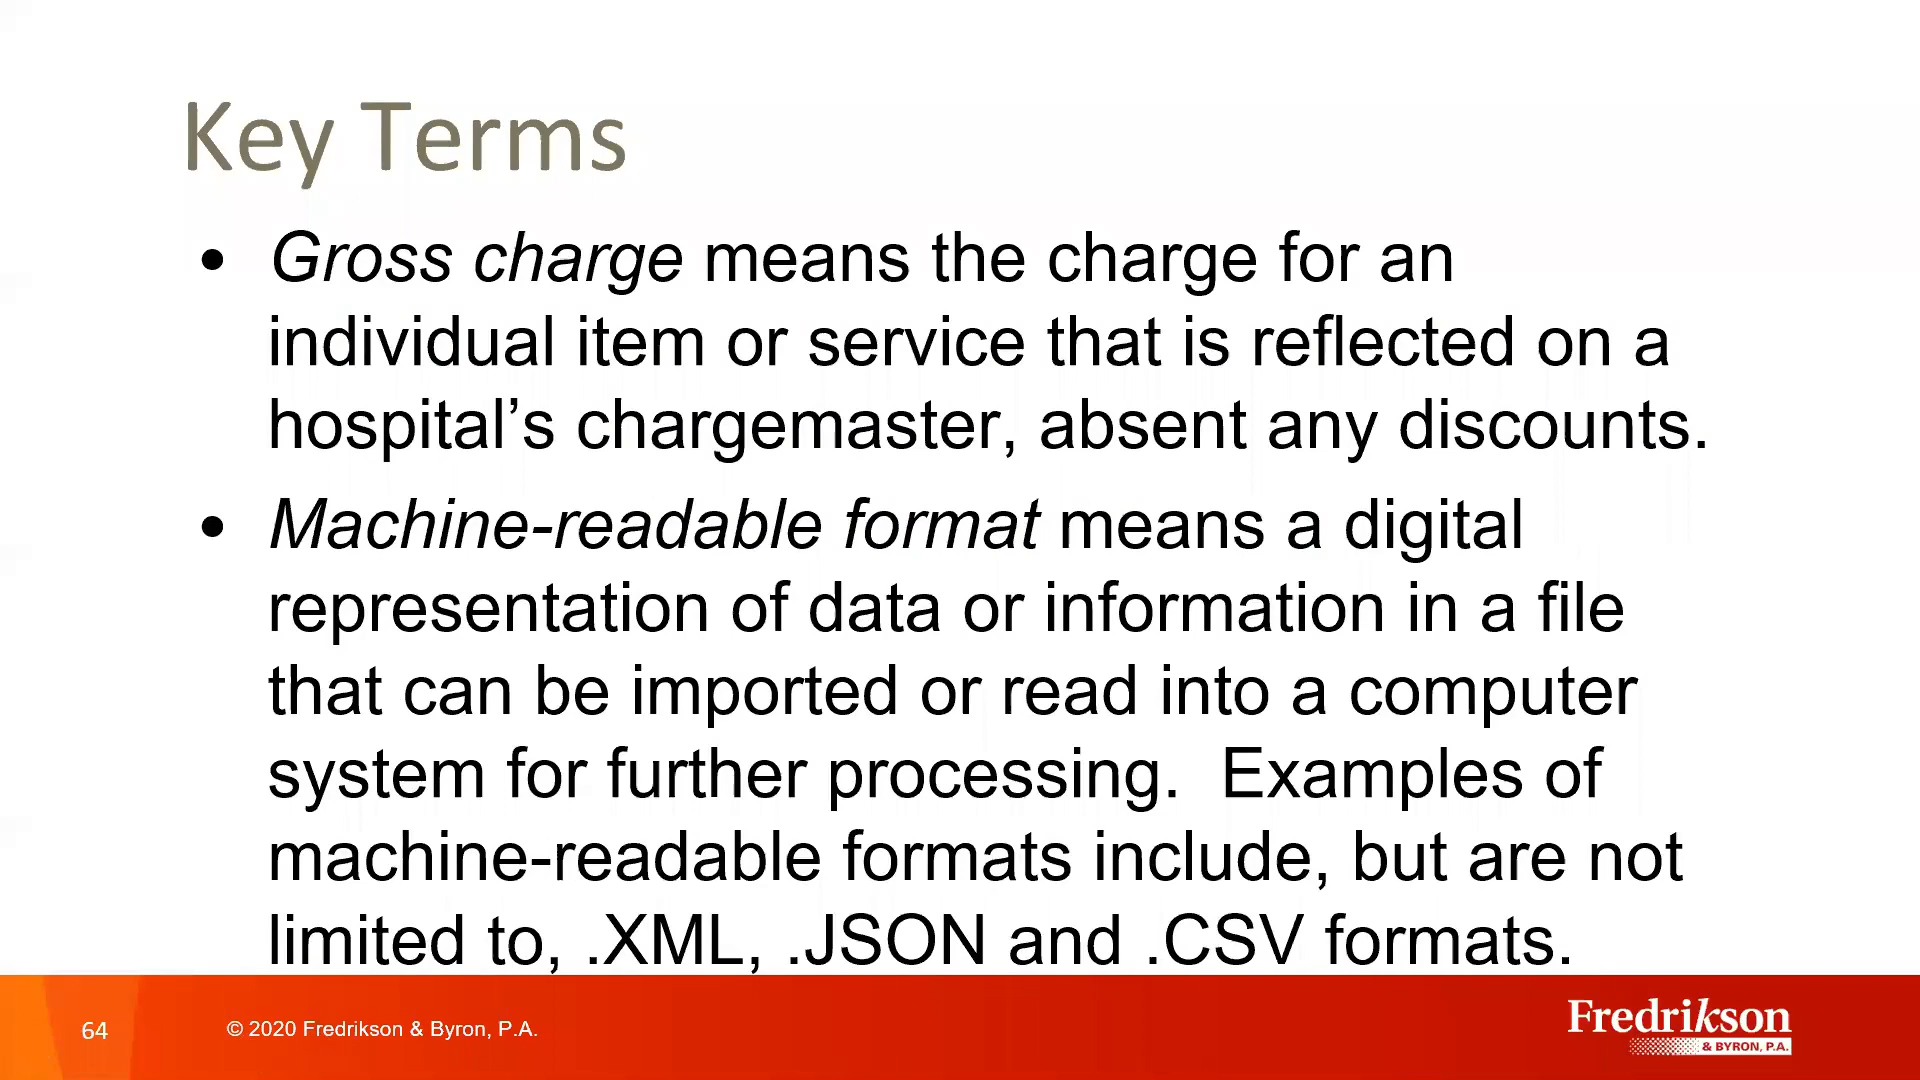 Key Terms
• Gross charge means the charge for an
individual item or service that is reflected on a
hospital’s chargemaster, absent any discounts.
• Machine-readable format means a digital
representation of data or information in a file
that can be imported or read into a computer
system for further processing.  Examples of
machine-readable formats include, but are not
limited to, .XML, .JSON and .CSV formats.
64
© 2020 Fredrikson & Byron, P.A.
Fredrikson
& BYRON, P.A.